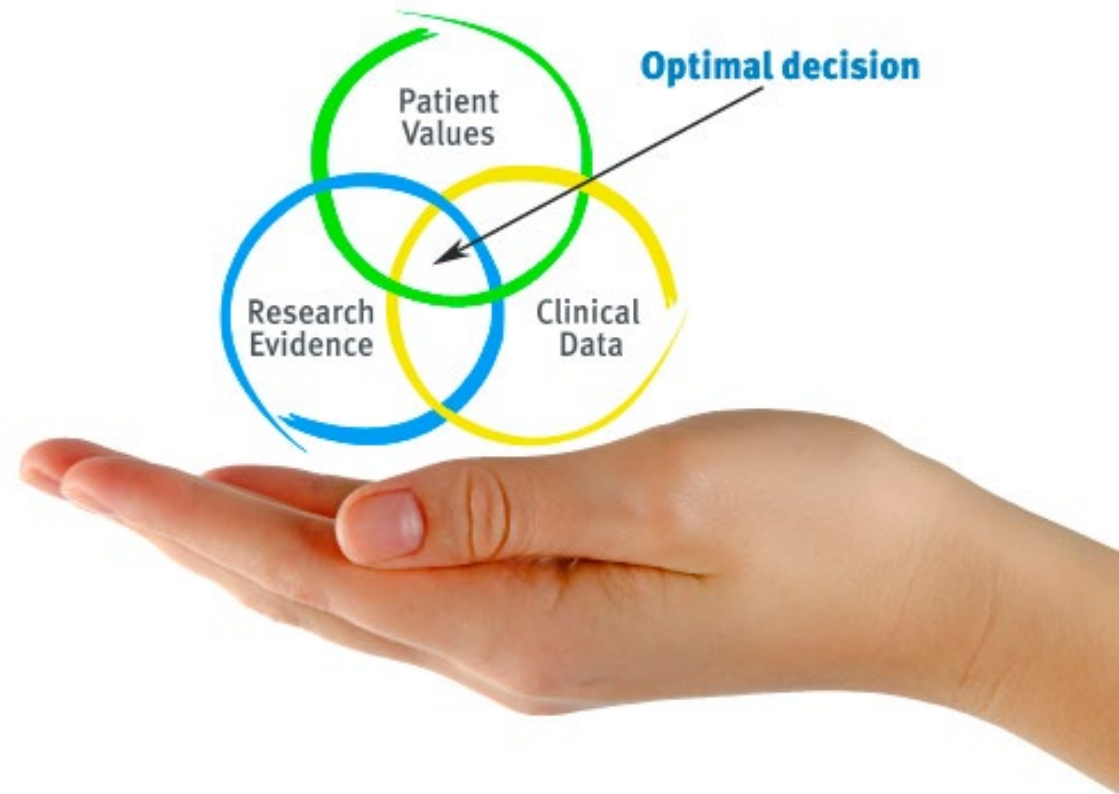 Optimal decision
Patient
Values
Research
Evidence
Clinical
Data